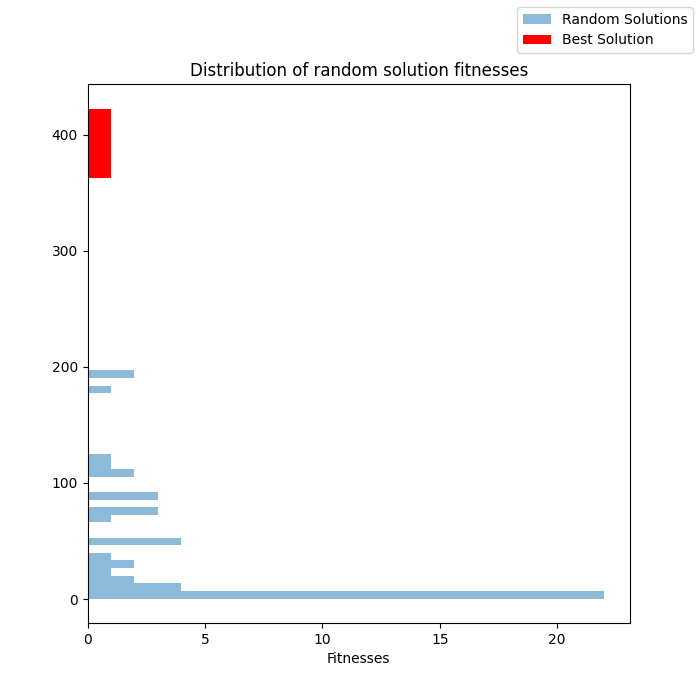 Random Solutions
Best Solution
Distribution of random solution fitnesses
400
300
200
100
0
0 5 10 15 20
Fitnesses